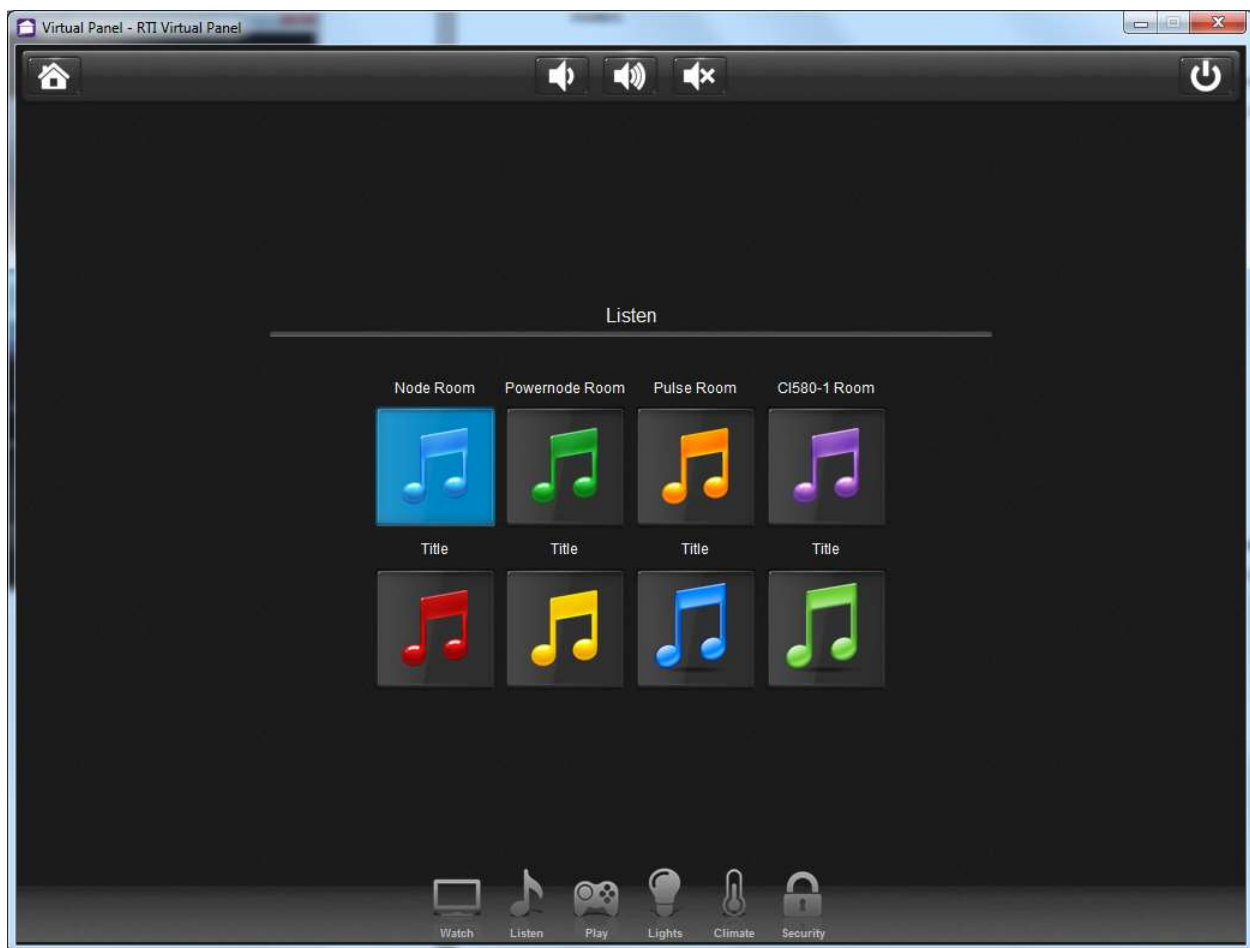 Virtual Panel - RTI Virtual Panel
Listen
Node Room Powernode Room Pulse Room CI580-1 Room
Title Title Title Title
Watch Listen Play Lights Climate Security